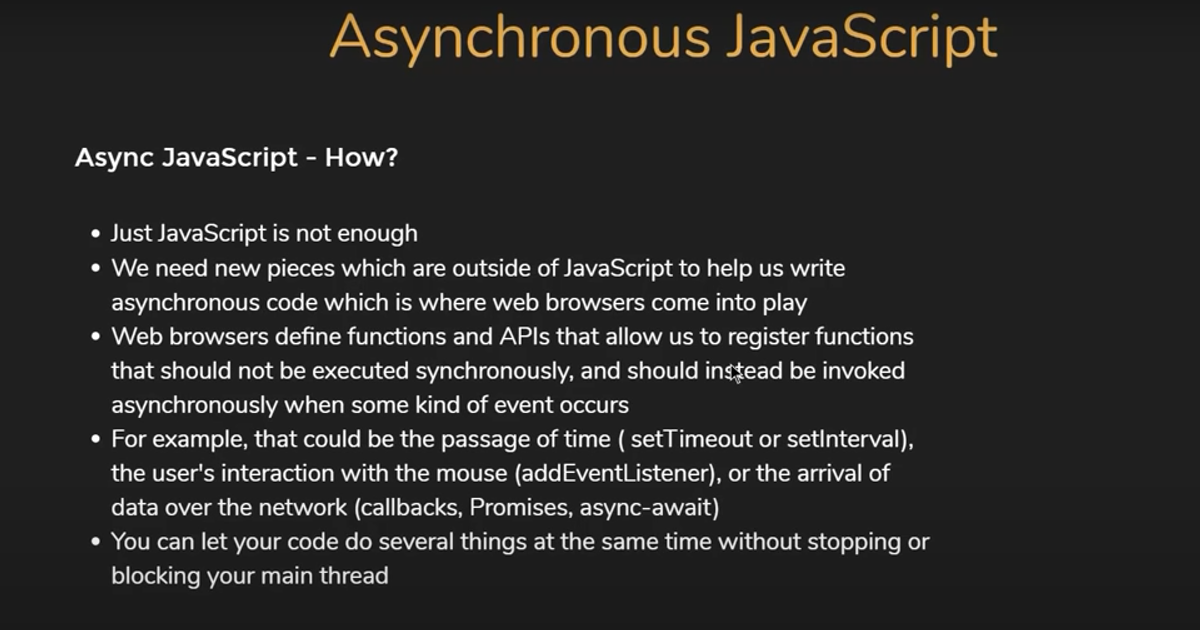 Asynchronous JavaScript
Async JavaScript - How?
• Just JavaScript is not enough
• We need new pieces which are outside of JavaScript to help us write
asynchronous code which is where web browsers come into play
• Web browsers define functions and APIs that allow us to register functions
that should not be executed synchronously, and should instead be invoked
asynchronously when some kind of event occurs
• For example, that could be the passage of time ( setTimeout or setInterval),
the user's interaction with the mouse (addEventListener), or the arrival of
data over the network (callbacks, Promises, async-await)
• You can let your code do several things at the same time without stopping or
blocking your main thread